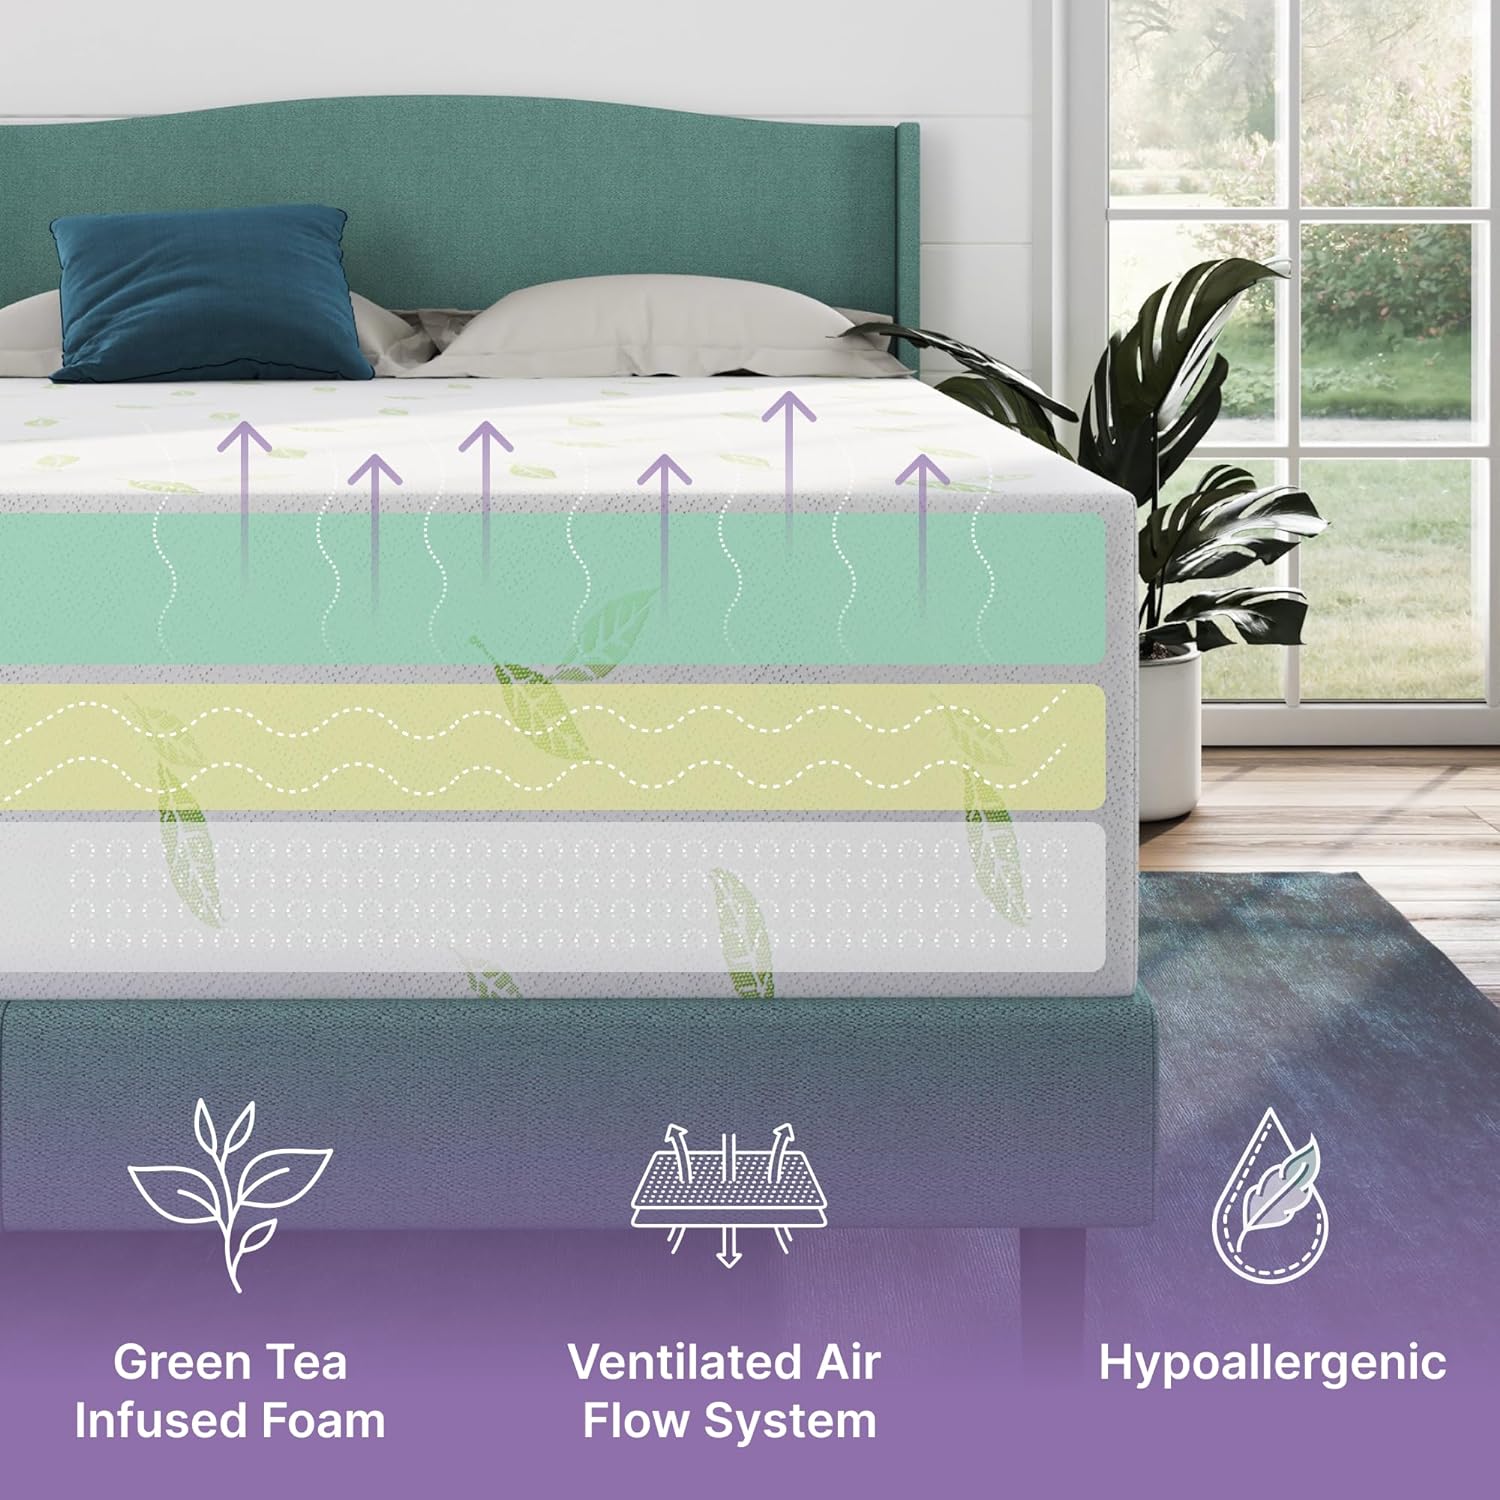 Green Tea
Infused Foam
Ventilated Air
Flow System
Hypoallergenic